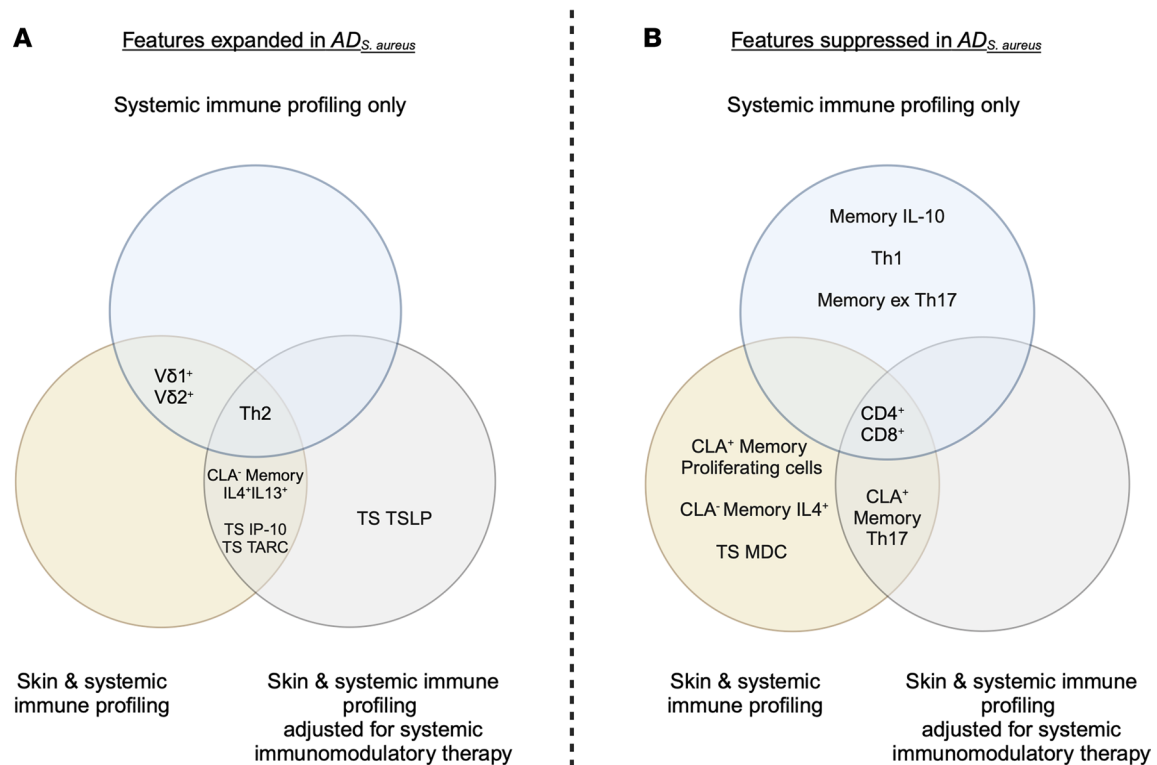 A
Features expanded in AD S. aureus
Systemic immune profiling only
Vδ1⁺
Vδ2⁺
Th2
CLA⁻ Memory
IL4⁺IL13⁺
TS IP-10
TS TARC
TS TSLP
Skin & systemic
immune profiling
Skin & systemic immune
profiling
adjusted for systemic
immunomodulatory therapy
B
Features suppressed in AD S. aureus
Systemic immune profiling only
Memory IL-10
Th1
Memory ex Th17
CD4⁺
CD8⁺
CLA⁺ Memory
Proliferating cells
CLA⁻ Memory IL4⁺
TS MDC
CLA⁺
Memory
Th17
Skin & systemic
immune profiling
Skin & systemic immune
profiling
adjusted for systemic
immunomodulatory therapy